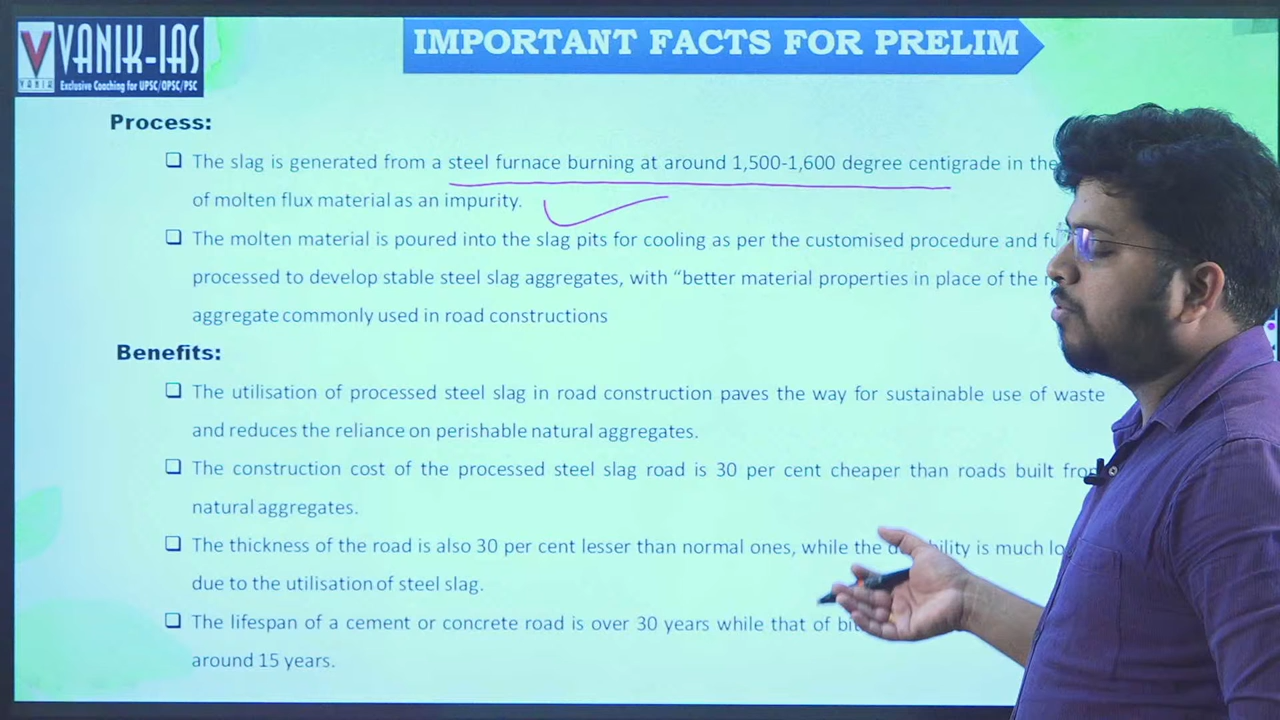 VANIK-IAS
VANIK
Exclusive Coaching for UPSC/OPSC/PSC
IMPORTANT FACTS FOR PRELIM
Process:
The slag is generated from a steel furnace burning at around 1,500-1,600 degree centigrade in the
of molten flux material as an impurity.
The molten material is poured into the slag pits for cooling as per the customised procedure and
processed to develop stable steel slag aggregates, with “better material properties in place of the
aggregate commonly used in road constructions
Benefits:
The utilisation of processed steel slag in road construction paves the way for sustainable use of waste
and reduces the reliance on perishable natural aggregates.
The construction cost of the processed steel slag road is 30 per cent cheaper than roads built from
natural aggregates.
The thickness of the road is also 30 per cent lesser than normal ones, while the is much
due to the utilisation of steel slag.
The lifespan of a cement or concrete road is over 30 years while that of
around 15 years.